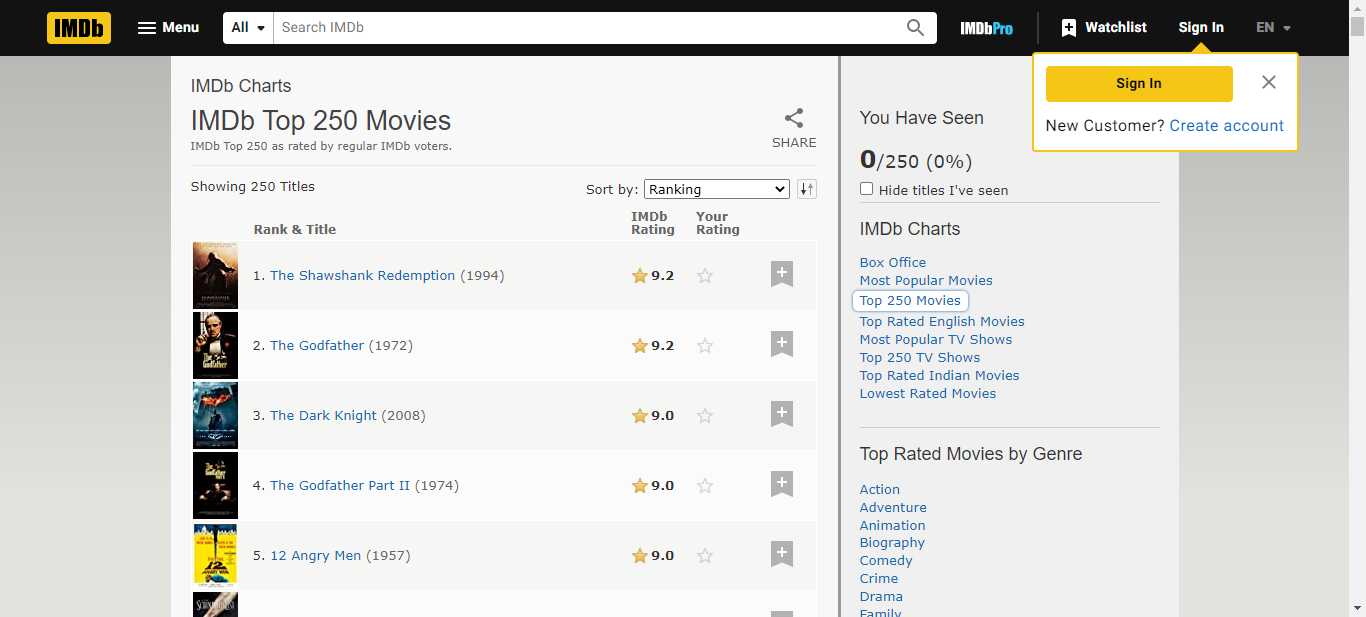 IMDb
Menu
All
Search IMDb
IMDbPro
Watchlist
Sign In
EN
Sign In
New Customer? Create account
IMDb Charts
IMDb Top 250 Movies
IMDb Top 250 as rated by regular IMDb voters.
SHARE
Showing 250 Titles
Sort by: Ranking
Rank & Title
IMDb Rating
Your Rating
1. The Shawshank Redemption (1994)
9.2
2. The Godfather (1972)
9.2
3. The Dark Knight (2008)
9.0
4. The Godfather Part II (1974)
9.0
5. 12 Angry Men (1957)
9.0
You Have Seen
0/250 (0%)
Hide titles I've seen
IMDb Charts
Box Office
Most Popular Movies
Top 250 Movies
Top Rated English Movies
Most Popular TV Shows
Top 250 TV Shows
Top Rated Indian Movies
Lowest Rated Movies
Top Rated Movies by Genre
Action
Adventure
Animation
Biography
Comedy
Crime
Drama
Family